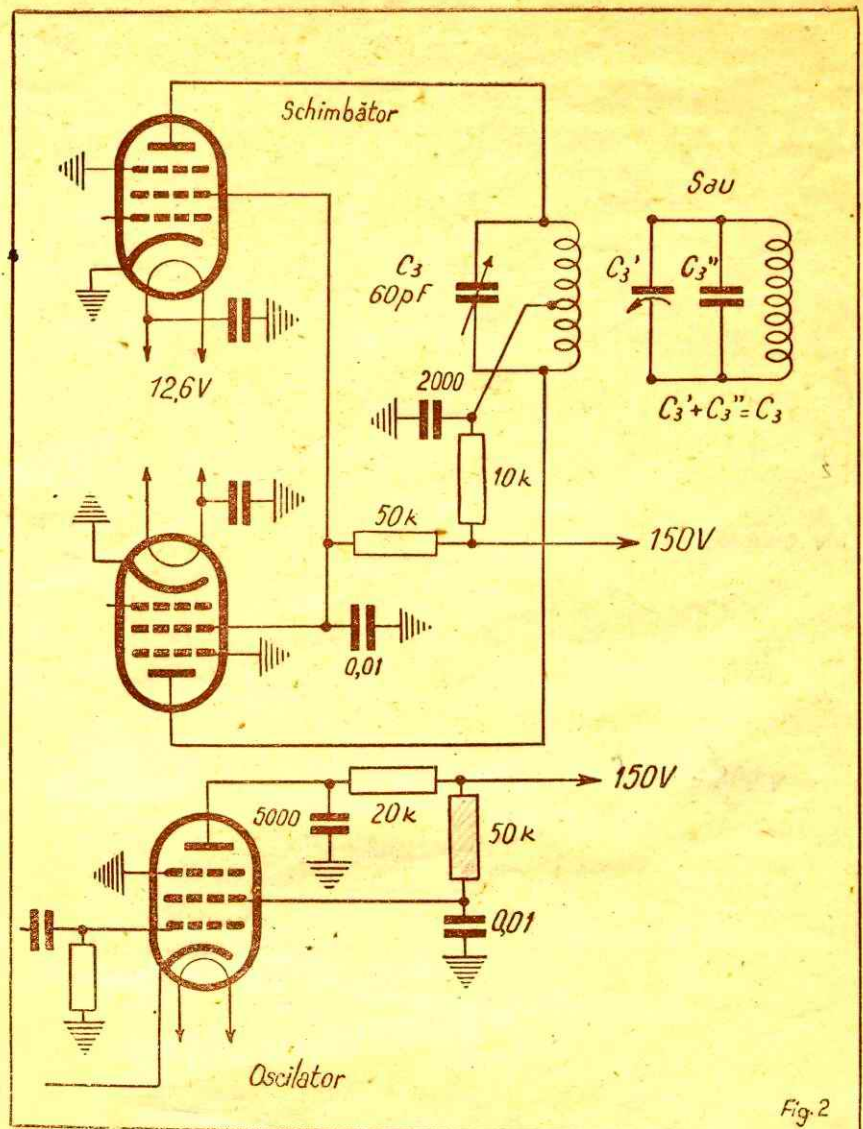 Schimbător
Sau
C₃
60pF
C₃'
C₃"
C₃'+C₃"=C₃
12,6V
2000
10k
50k
150V
0,01
150V
5000
20k
50k
0,01
Oscilator
Fig. 2